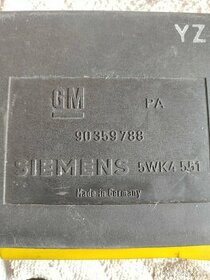 YZ
GM PA
90359788
SIEMENS 5WK4 551
Made in Germany